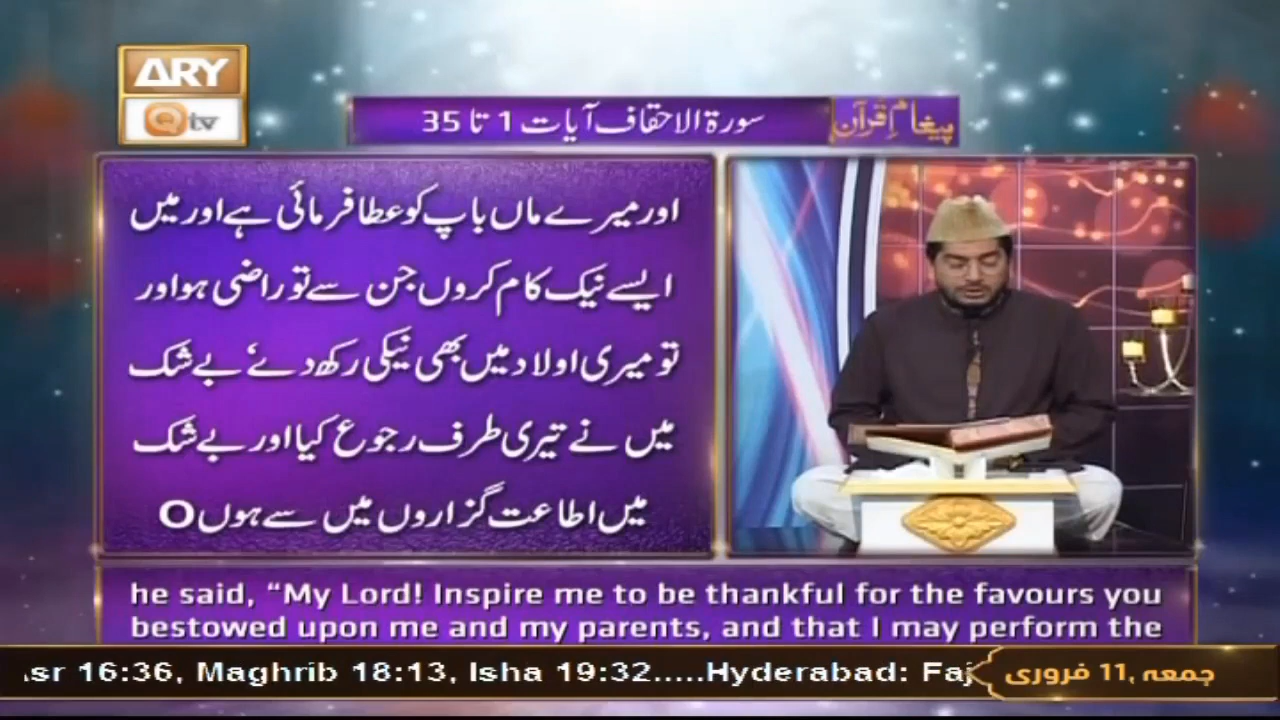 ARY
Qtv
سورۃ الاحقاف آیات 1 تا 35
پیغام قرآن
اور میرے ماں باپ کو عطا فرمائی ہے اور میں
ایسے نیک کام کروں جن سے تو راضی ہو اور
تو میری اولاد میں بھی نیکی رکھ دے ٗ بے شک
میں نے تیری طرف رجوع کیا اور بے شک
میں اطاعت گزاروں میں سے ہوں O
he said, “My Lord! Inspire me to be thankful for the favours you
bestowed upon me and my parents, and that I may perform the
sr 16:36, Maghrib 18:13, Isha 19:32.....Hyderabad: Faj
جمعہ ,11 فروری